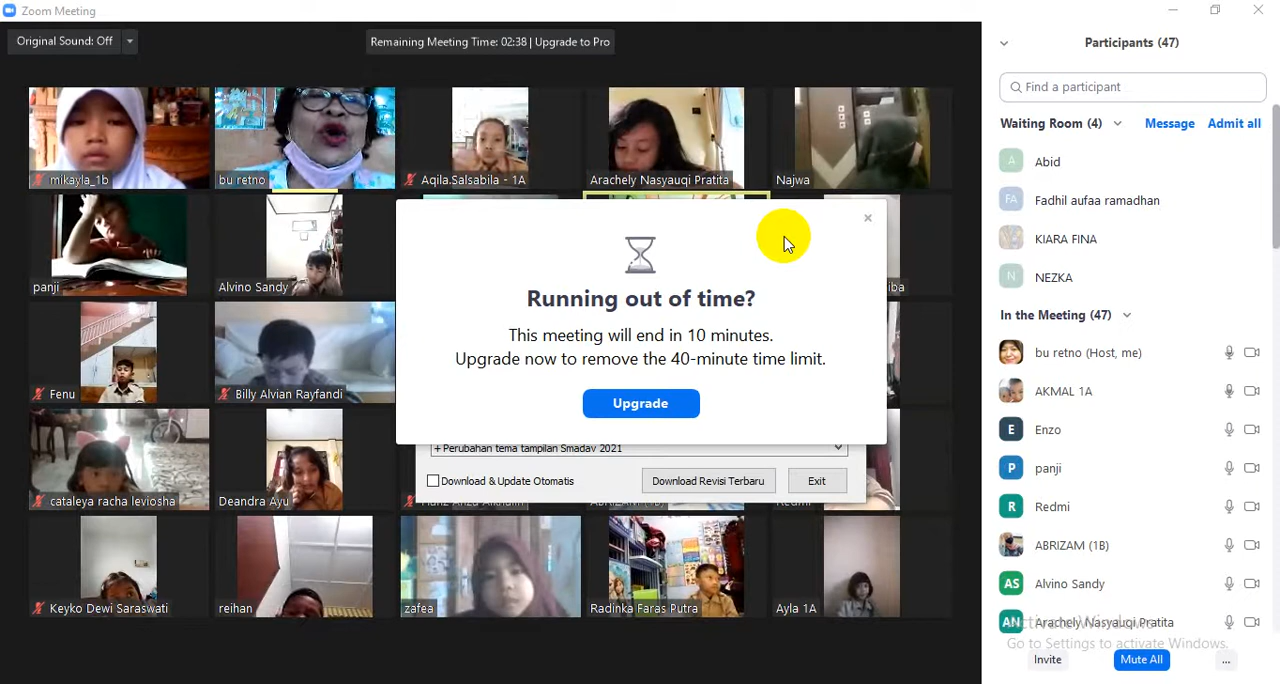 Zoom Meeting
Original Sound: Off
Remaining Meeting Time: 02:38 | Upgrade to Pro
mikayla_1b
bu retno
Aqila.Salsabila - 1A
Arachely Nasyauqi Pratita
Najwa
panji
Alvino Sandy
iba
Fenu
Billy Alvian Rayfandi
cataleya racha leviosha
Deandra Ayu
Keyko Dewi Saraswati
reihan
zafea
Radinka Faras Putra
Ayla 1A
Running out of time?
This meeting will end in 10 minutes.
Upgrade now to remove the 40-minute time limit.
Upgrade
+ Perubahan tema tampilan Smadav 2021
Download & Update Otomatis
Download Revisi Terbaru
Exit
Participants (47)
Find a participant
Waiting Room (4)
Message
Admit all
A Abid
FA Fadhil aufaa ramadhan
KIARA FINA
N NEZKA
In the Meeting (47)
bu retno (Host, me)
AKMAL 1A
E Enzo
P panji
R Redmi
ABRIZAM (1B)
AS Alvino Sandy
AN Arachely Nasyauqi Pratita
Activate Windows
Go to Settings to activate Windows.
Invite
Mute All
...